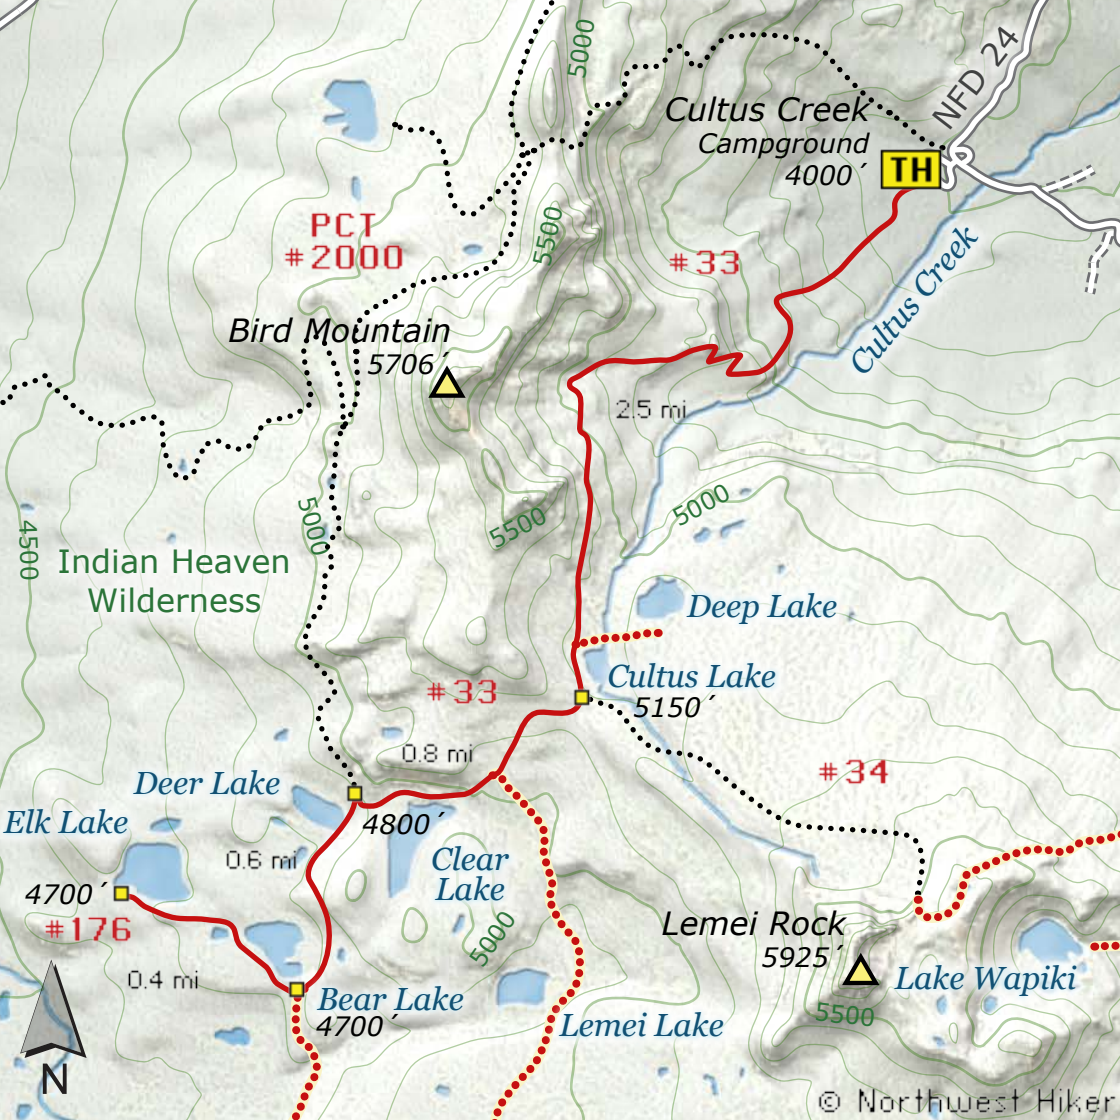 5000
NFD 24
Cultus Creek
Campground
4000´
TH
PCT
#2000
5500
#33
Cultus Creek
Bird Mountain
5706´
2.5 mi
5000
5500
5000
4500
Indian Heaven
Wilderness
Deep Lake
Cultus Lake
5150´
#33
0.8 mi
#34
Deer Lake
Elk Lake
4800´
0.6 mi
Clear
Lake
4700´
#176
5000
Lemei Rock
5925´
0.4 mi
Bear Lake
4700´
Lemei Lake
Lake Wapiki
5500
N
© Northwest Hiker